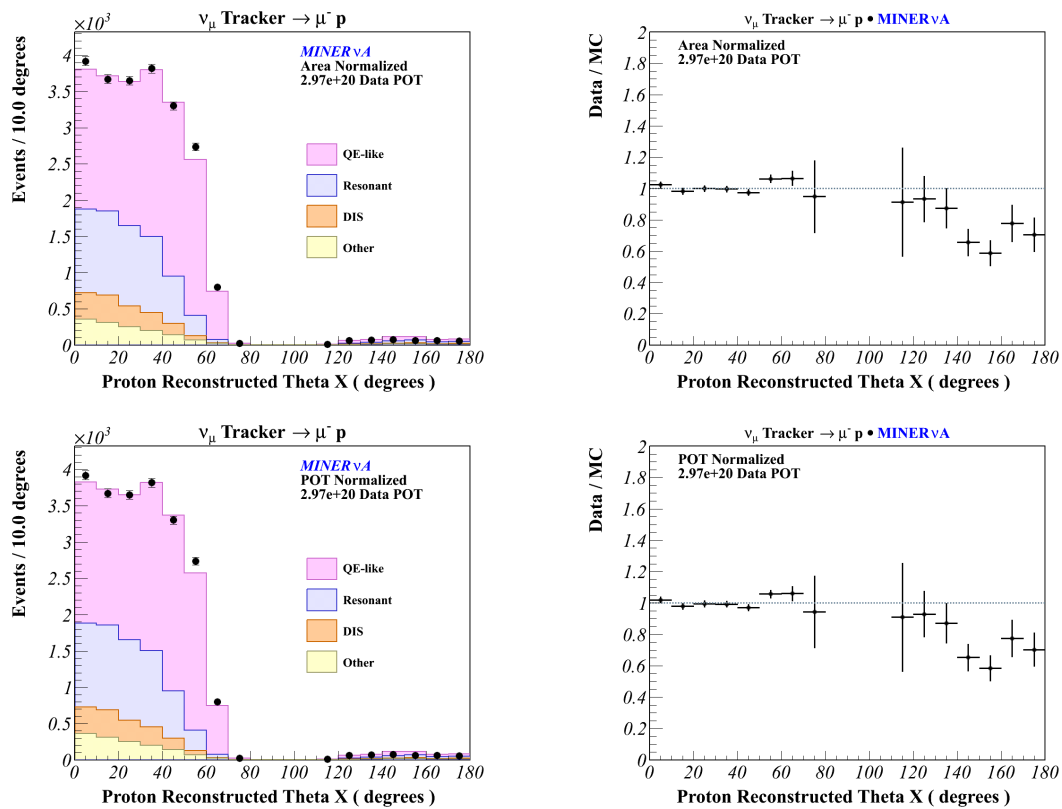 ν_μ Tracker → μ⁻ p
×10³
MINERνA
Area Normalized
2.97e+20 Data POT
QE-like
Resonant
DIS
Other
Events / 10.0 degrees
4
3.5
3
2.5
2
1.5
1
0.5
0
0 20 40 60 80 100 120 140 160 180
Proton Reconstructed Theta X ( degrees )
ν_μ Tracker → μ⁻ p • MINERνA
Area Normalized
2.97e+20 Data POT
Data / MC
2
1.8
1.6
1.4
1.2
1
0.8
0.6
0.4
0.2
0
0 20 40 60 80 100 120 140 160 180
Proton Reconstructed Theta X ( degrees )
ν_μ Tracker → μ⁻ p
×10³
MINERνA
POT Normalized
2.97e+20 Data POT
QE-like
Resonant
DIS
Other
Events / 10.0 degrees
4
3.5
3
2.5
2
1.5
1
0.5
0
0 20 40 60 80 100 120 140 160 180
Proton Reconstructed Theta X ( degrees )
ν_μ Tracker → μ⁻ p • MINERνA
POT Normalized
2.97e+20 Data POT
Data / MC
2
1.8
1.6
1.4
1.2
1
0.8
0.6
0.4
0.2
0
0 20 40 60 80 100 120 140 160 180
Proton Reconstructed Theta X ( degrees )